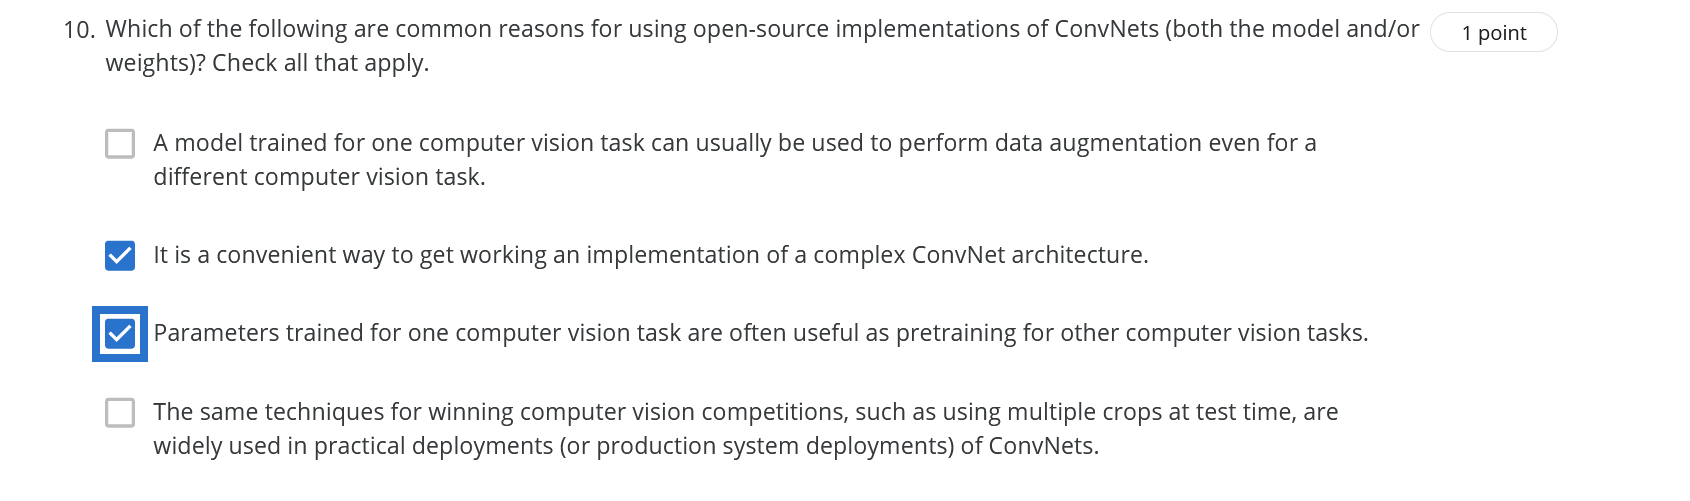 10. Which of the following are common reasons for using open-source implementations of ConvNets (both the model and/or
1 point
weights)? Check all that apply.
A model trained for one computer vision task can usually be used to perform data augmentation even for a
different computer vision task.
It is a convenient way to get working an implementation of a complex ConvNet architecture.
Parameters trained for one computer vision task are often useful as pretraining for other computer vision tasks.
The same techniques for winning computer vision competitions, such as using multiple crops at test time, are
widely used in practical deployments (or production system deployments) of ConvNets.